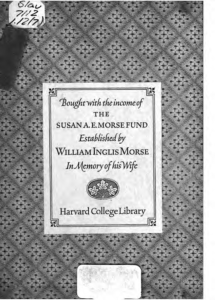 Bought with the income of
THE
SUSAN A. E. MORSE FUND
Established by
WILLIAM INGLIS MORSE
In Memory of his Wife
Harvard College Library